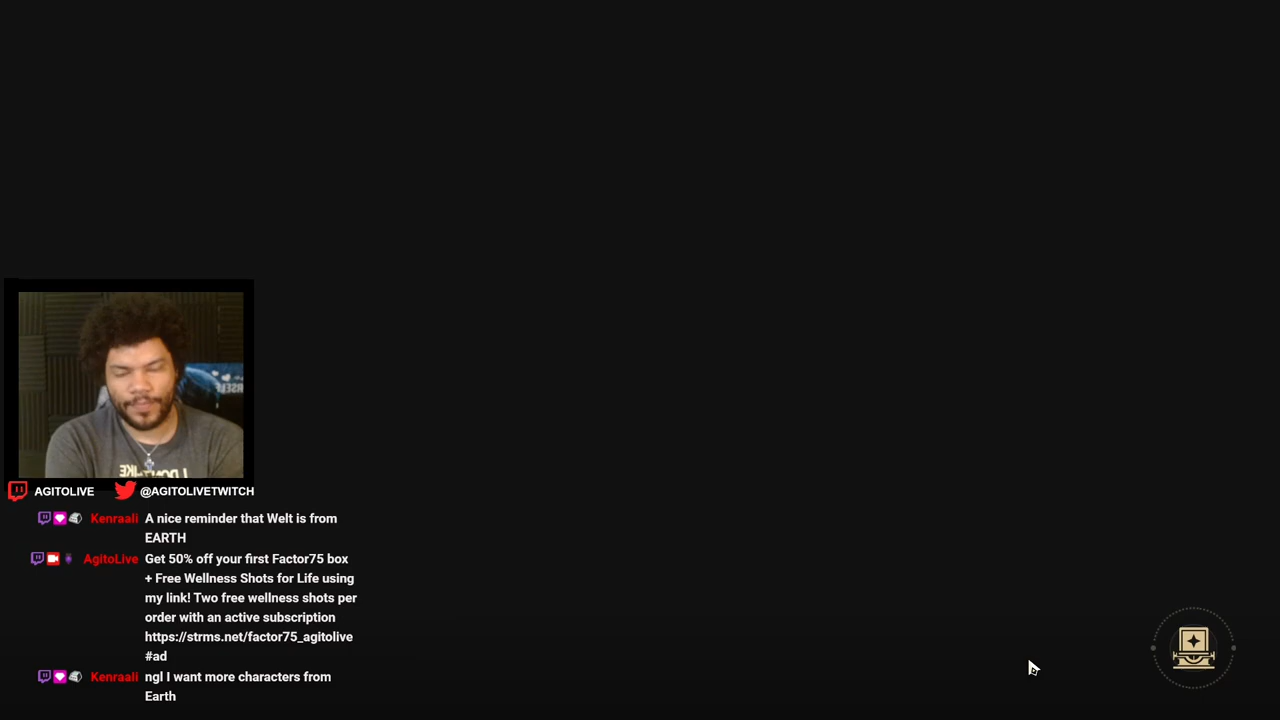 AGITOLIVE
@AGITOLIVETWITCH
Kenraali A nice reminder that Welt is from
EARTH
AgitoLive Get 50% off your first Factor75 box
+ Free Wellness Shots for Life using
my link! Two free wellness shots per
order with an active subscription
https://strms.net/factor75_agitolive
#ad
Kenraali ngl I want more characters from
Earth